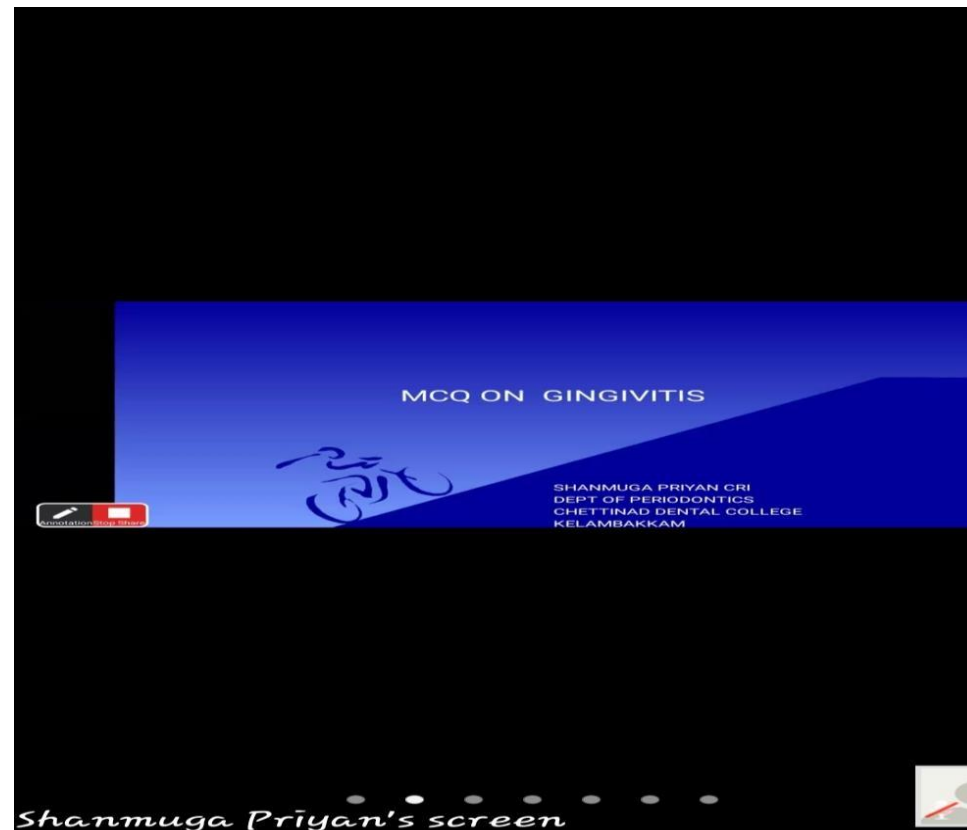 MCQ ON GINGIVITIS
SHANMUGA PRIYAN CRI
DEPT OF PERIODONTICS
CHETTINAD DENTAL COLLEGE
KELAMBAKKAM
Annotation Stop Share
Shanmuga Priyan's screen